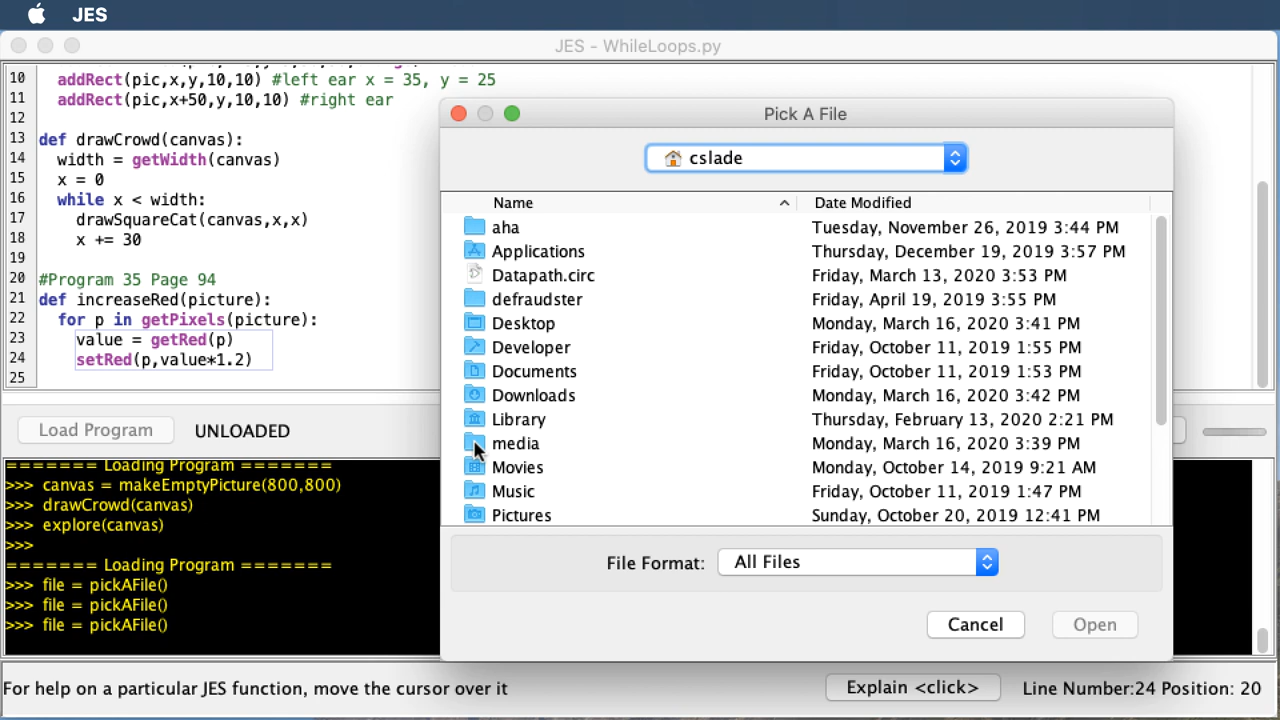 JES
JES - WhileLoops.py
10 addRect(pic,x,y,10,10) #left ear x = 35, y = 25
11 addRect(pic,x+50,y,10,10) #right ear
12
13 def drawCrowd(canvas):
14 width = getWidth(canvas)
15 x = 0
16 while x < width:
17 drawSquareCat(canvas,x,x)
18 x += 30
19
20 #Program 35 Page 94
21 def increaseRed(picture):
22 for p in getPixels(picture):
23 value = getRed(p)
24 setRed(p,value*1.2)
25
Load Program UNLOADED
======= Loading Program =======
>>> canvas = makeEmptyPicture(800,800)
>>> drawCrowd(canvas)
>>> explore(canvas)
>>>
======= Loading Program =======
>>> file = pickAFile()
>>> file = pickAFile()
>>> file = pickAFile()
Pick A File
cslade
Name Date Modified
aha Tuesday, November 26, 2019 3:44 PM
Applications Thursday, December 19, 2019 3:57 PM
Datapath.circ Friday, March 13, 2020 3:53 PM
defraudster Friday, April 19, 2019 3:55 PM
Desktop Monday, March 16, 2020 3:41 PM
Developer Friday, October 11, 2019 1:55 PM
Documents Friday, October 11, 2019 1:53 PM
Downloads Monday, March 16, 2020 3:42 PM
Library Thursday, February 13, 2020 2:21 PM
media Monday, March 16, 2020 3:39 PM
Movies Monday, October 14, 2019 9:21 AM
Music Friday, October 11, 2019 1:47 PM
Pictures Sunday, October 20, 2019 12:41 PM
File Format: All Files
Cancel Open
For help on a particular JES function, move the cursor over it Explain <click> Line Number:24 Position: 20